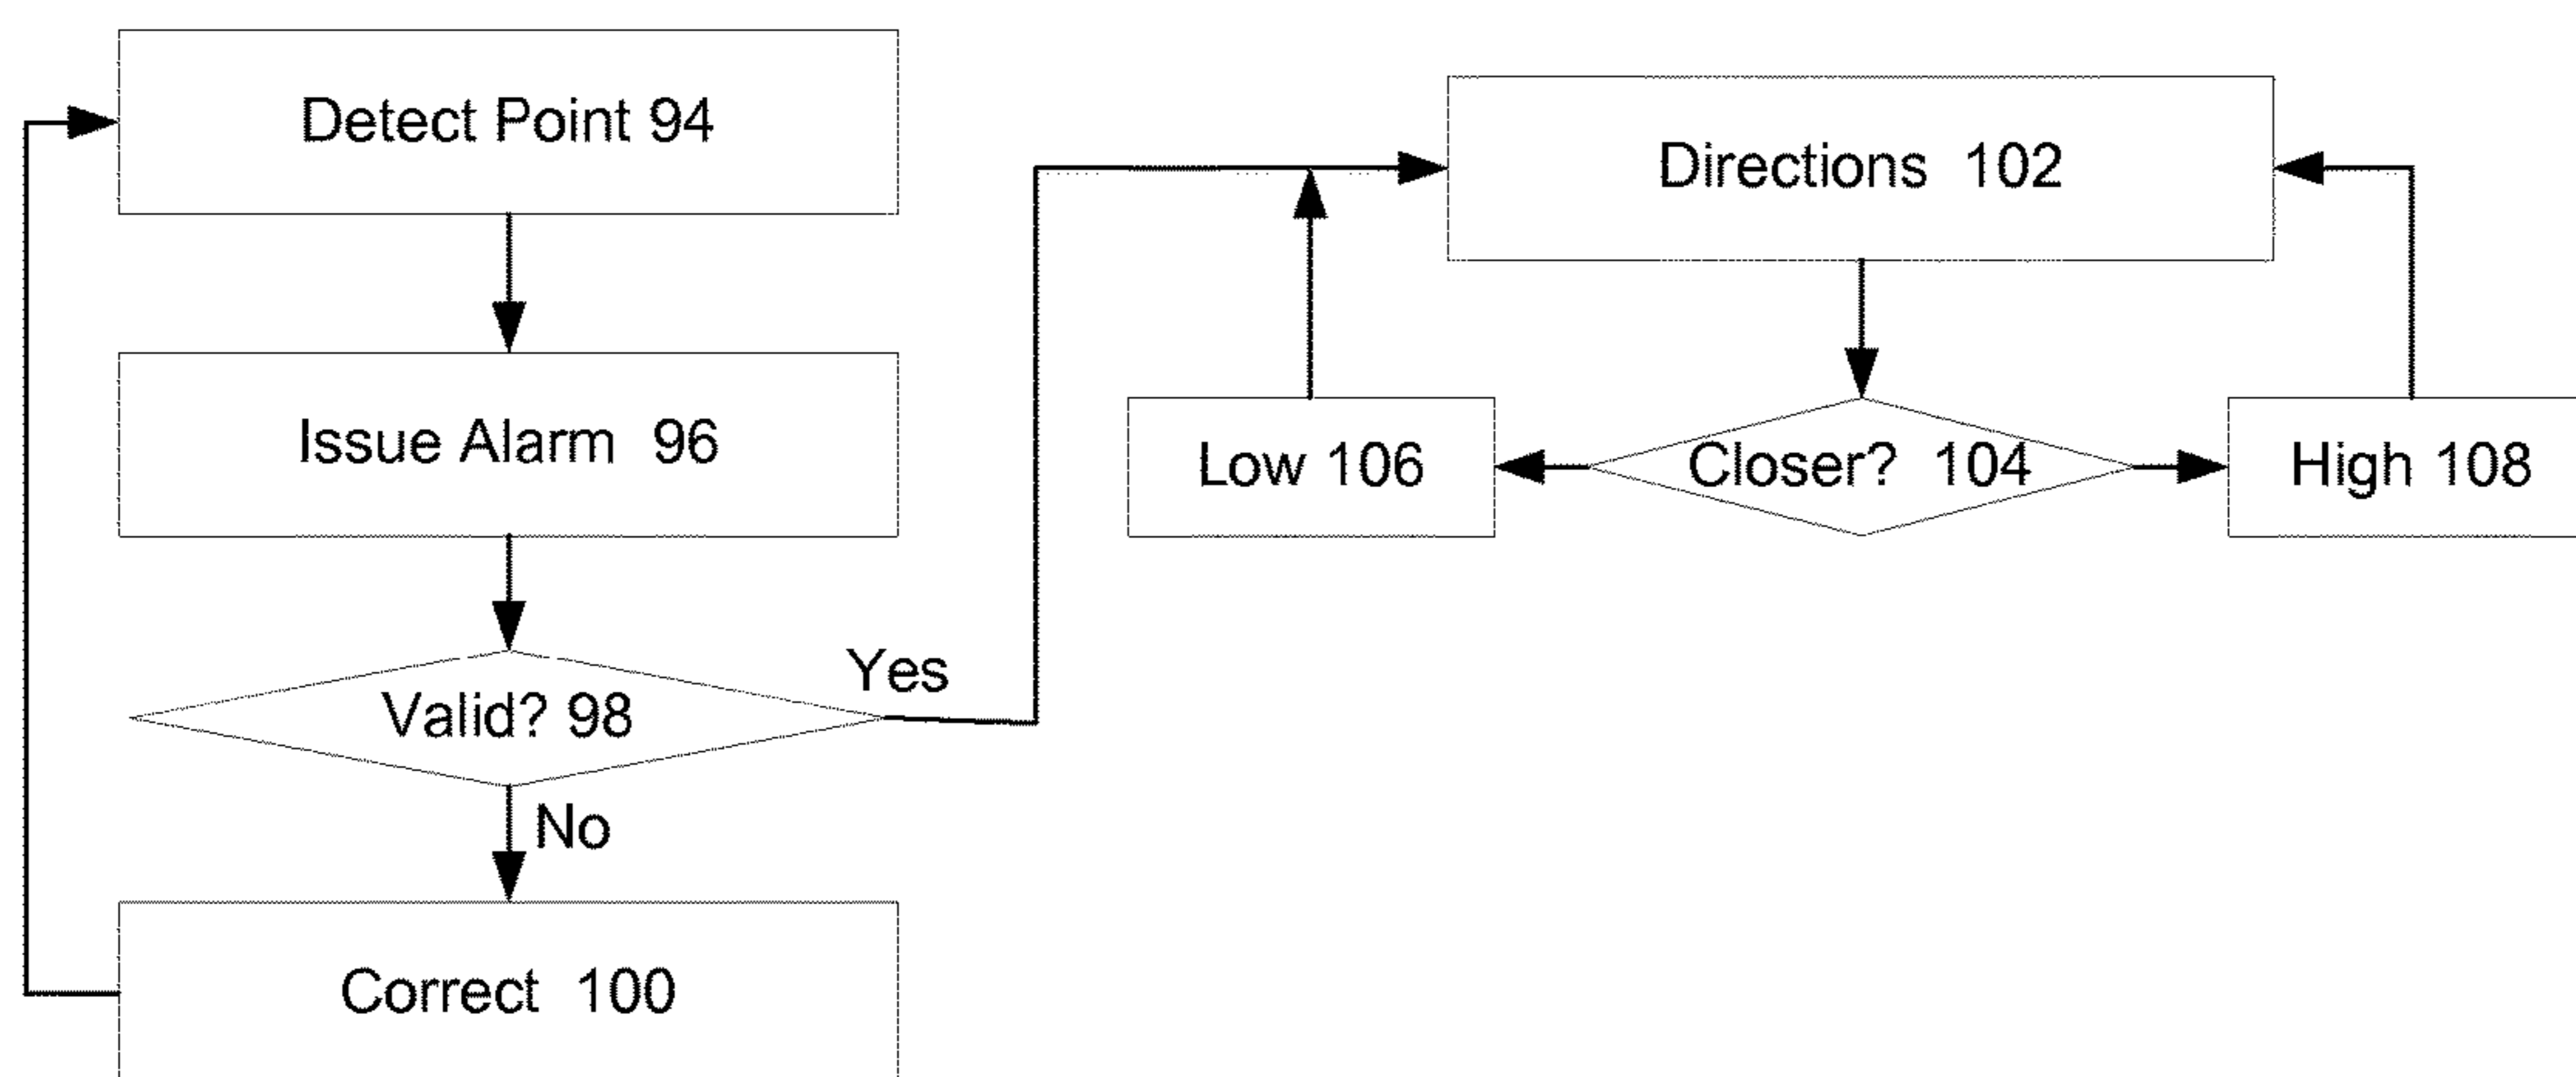 Detect Point 94
Issue Alarm 96
Valid? 98
Yes
No
Correct 100
Directions 102
Low 106
Closer? 104
High 108